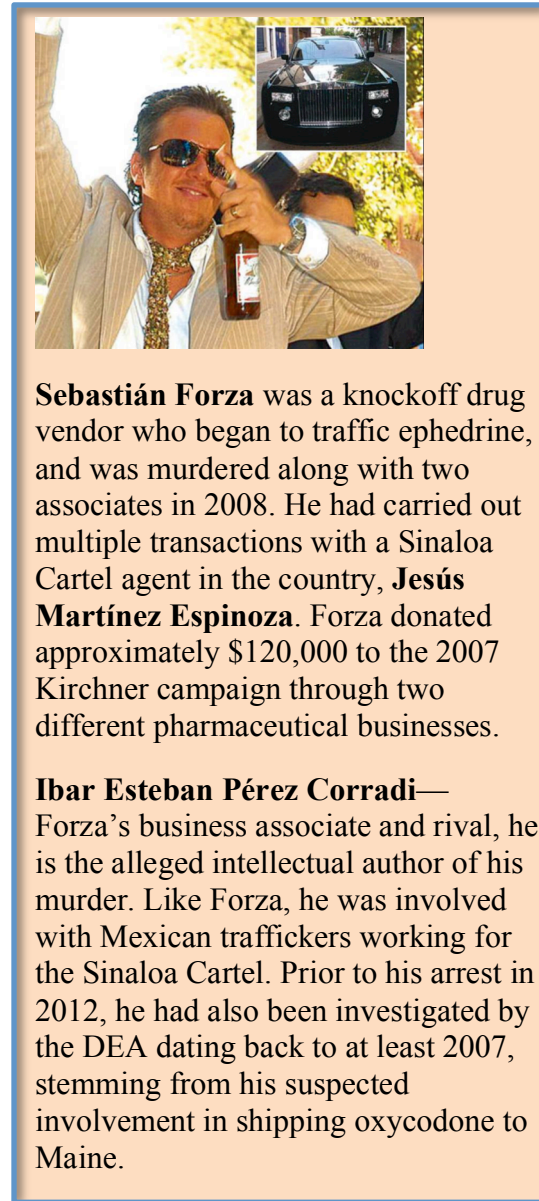 Sebastián Forza was a knockoff drug
vendor who began to traffic ephedrine,
and was murdered along with two
associates in 2008. He had carried out
multiple transactions with a Sinaloa
Cartel agent in the country, Jesús
Martínez Espinoza. Forza donated
approximately $120,000 to the 2007
Kirchner campaign through two
different pharmaceutical businesses.
Ibar Esteban Pérez Corradi—
Forza’s business associate and rival, he
is the alleged intellectual author of his
murder. Like Forza, he was involved
with Mexican traffickers working for
the Sinaloa Cartel. Prior to his arrest in
2012, he had also been investigated by
the DEA dating back to at least 2007,
stemming from his suspected
involvement in shipping oxycodone to
Maine.